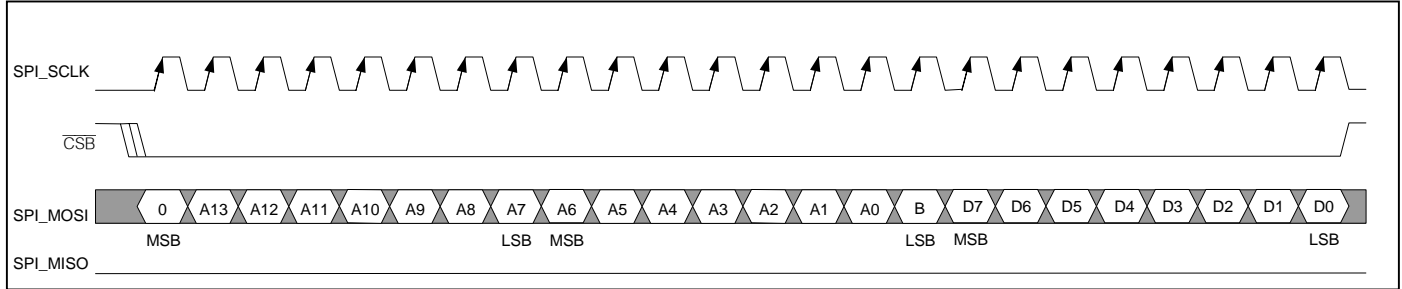 SPI_SCLK
CSB
SPI_MOSI 0 A13 A12 A11 A10 A9 A8 A7 A6 A5 A4 A3 A2 A1 A0 B D7 D6 D5 D4 D3 D2 D1 D0
MSB LSB MSB LSB MSB LSB
SPI_MISO